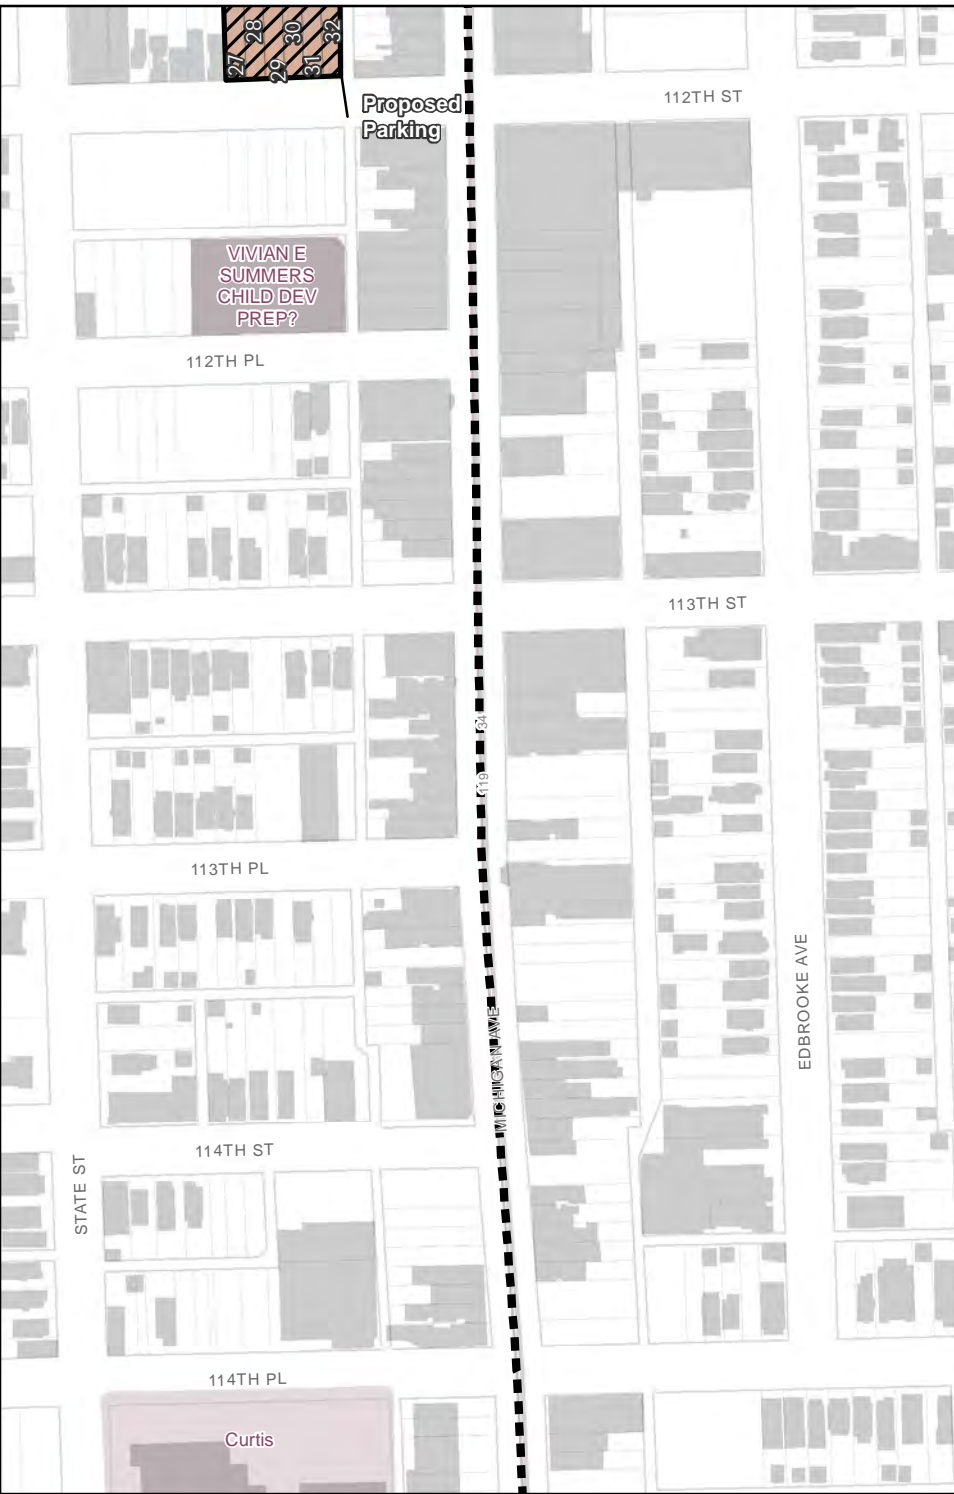 28
30
32
27
29
31
Proposed
Parking
112TH ST
VIVIAN E
SUMMERS
CHILD DEV
PREP?
112TH PL
113TH ST
34
119
113TH PL
EDBROOKE AVE
MICHIGAN AVE
114TH ST
STATE ST
114TH PL
Curtis